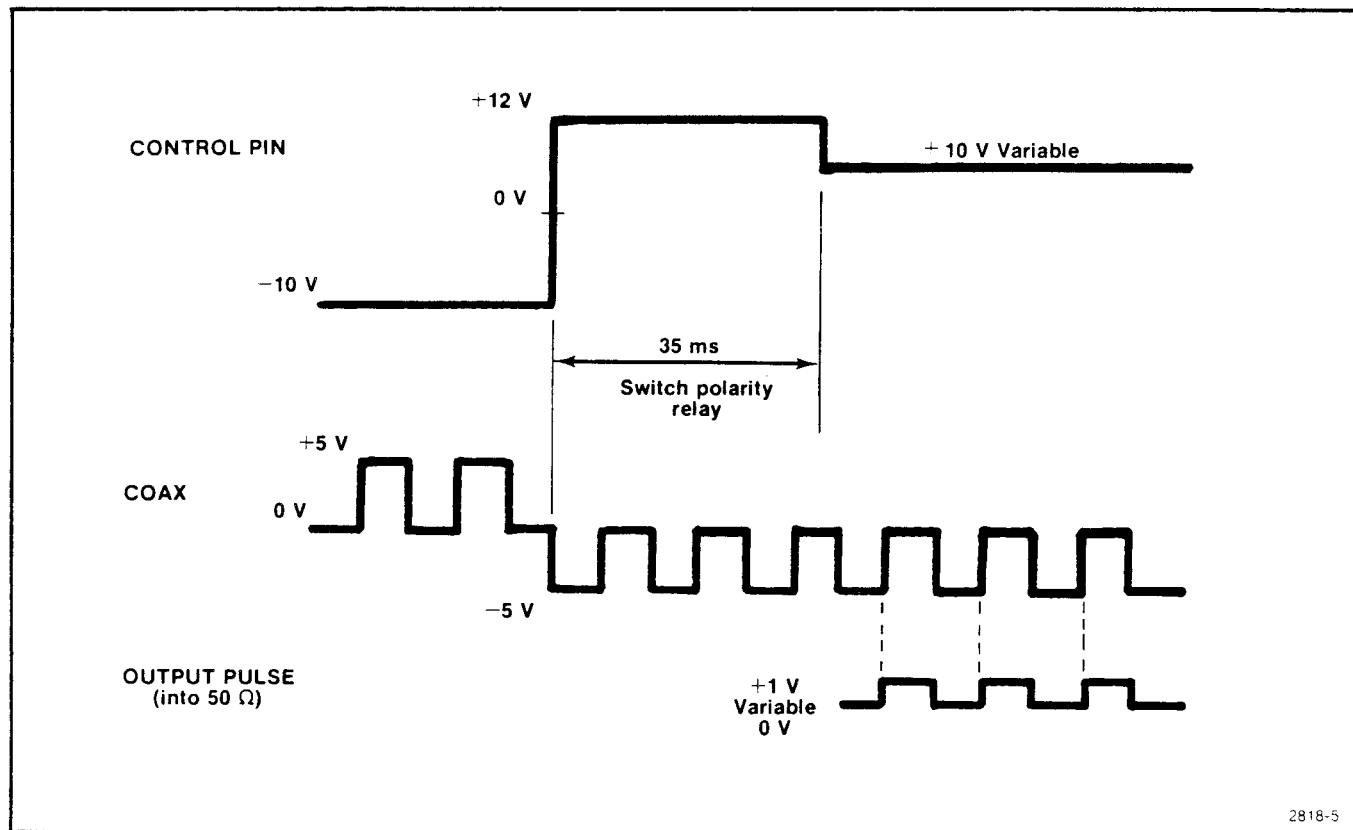 +12 V
CONTROL PIN
+ 10 V Variable
0 V
−10 V
35 ms
Switch polarity
relay
+5 V
COAX
0 V
−5 V
OUTPUT PULSE
(into 50 Ω)
+1 V
Variable
0 V
2818-5